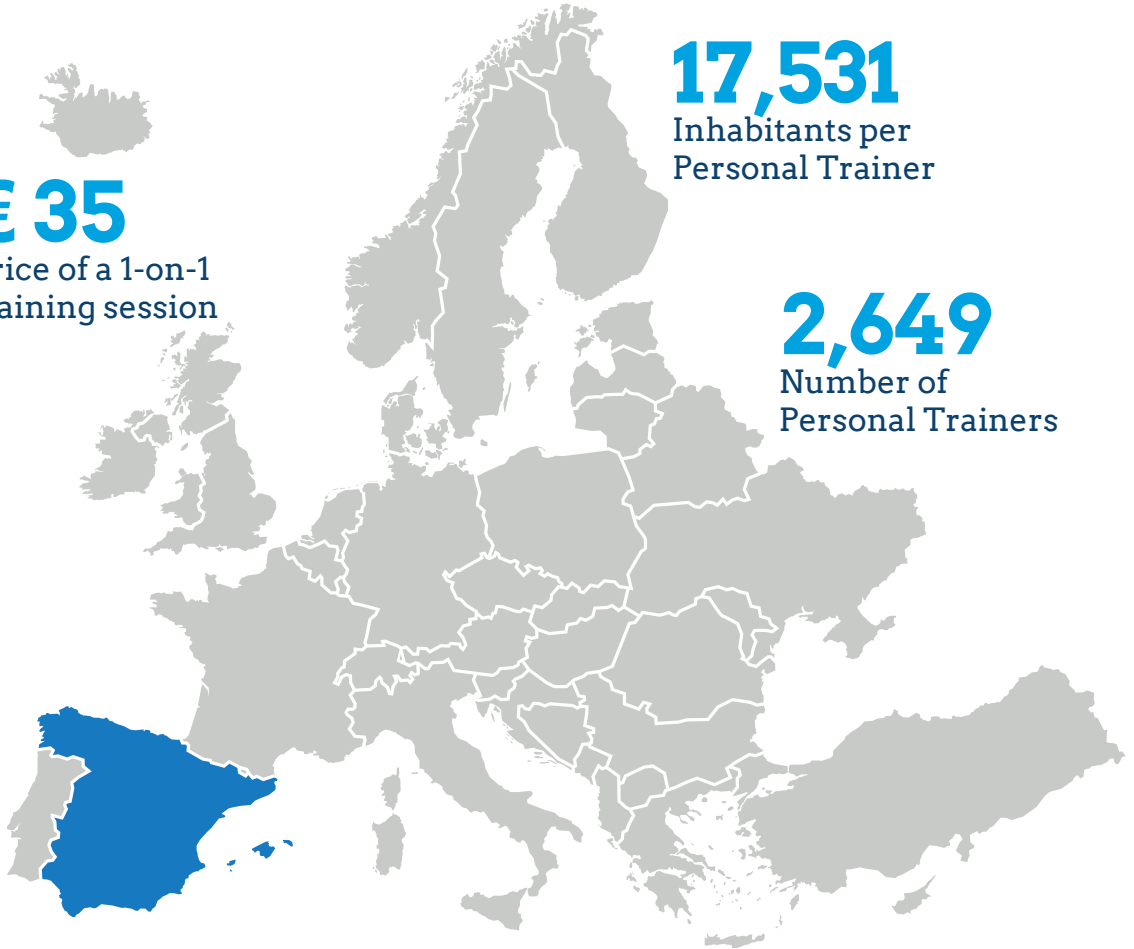 17,531
Inhabitants per
Personal Trainer
€ 35
rice of a 1-on-1
aining session
2,649
Number of
Personal Trainers